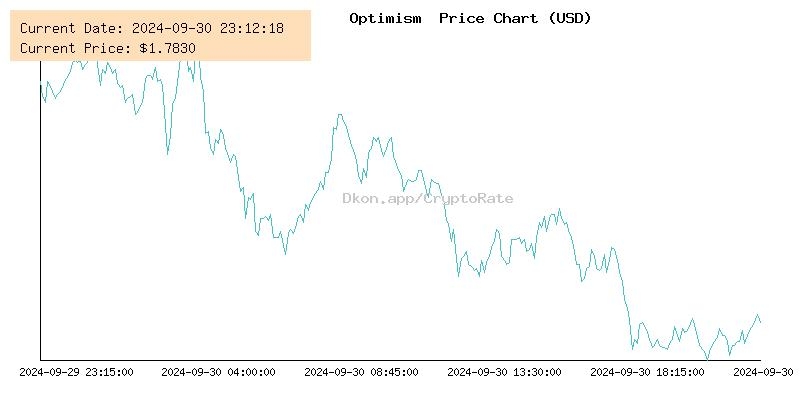 Optimism  Price Chart (USD)
Current Date: 2024-09-30 23:12:18
Current Price: $1.7830
Dkon.app/CryptoRate
2024-09-29 23:15:00 2024-09-30 04:00:00 2024-09-30 08:45:00 2024-09-30 13:30:00 2024-09-30 18:15:00 2024-09-30